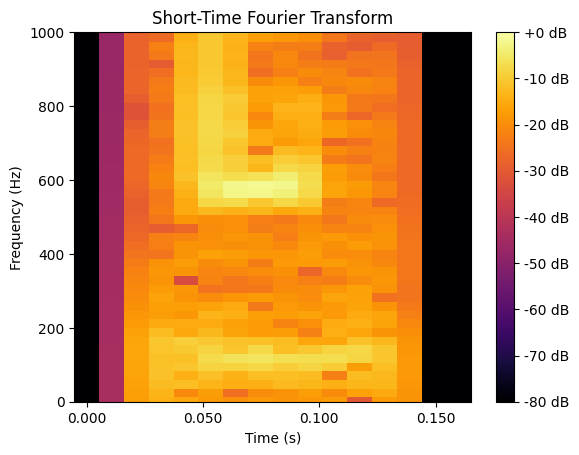 Short-Time Fourier Transform
1000
800
600
400
200
0
Frequency (Hz)
0.000
0.050
0.100
0.150
Time (s)
+0 dB
-10 dB
-20 dB
-30 dB
-40 dB
-50 dB
-60 dB
-70 dB
-80 dB